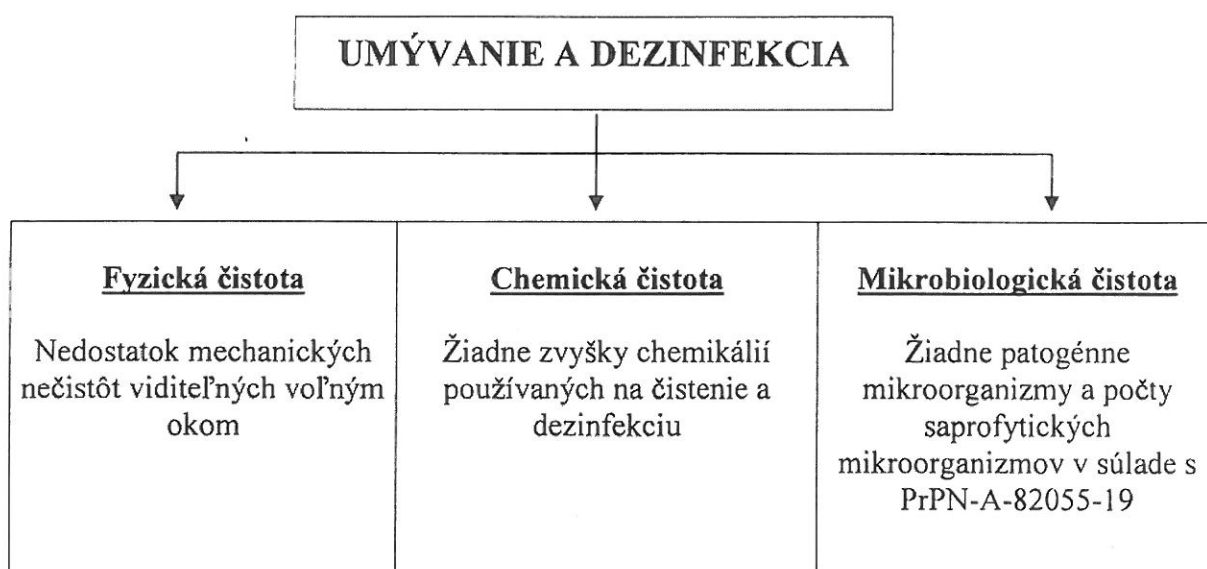 UMÝVANIE A DEZINFEKCIA
Fyzická čistota
Nedostatok mechanických
nečistôt viditeľných voľným
okom
Chemická čistota
Žiadne zvyšky chemikálií
používaných na čistenie a
dezinfekciu
Mikrobiologická čistota
Žiadne patogénne
mikroorganizmy a počty
saprofytických
mikroorganizmov v súlade s
PrPN-A-82055-19